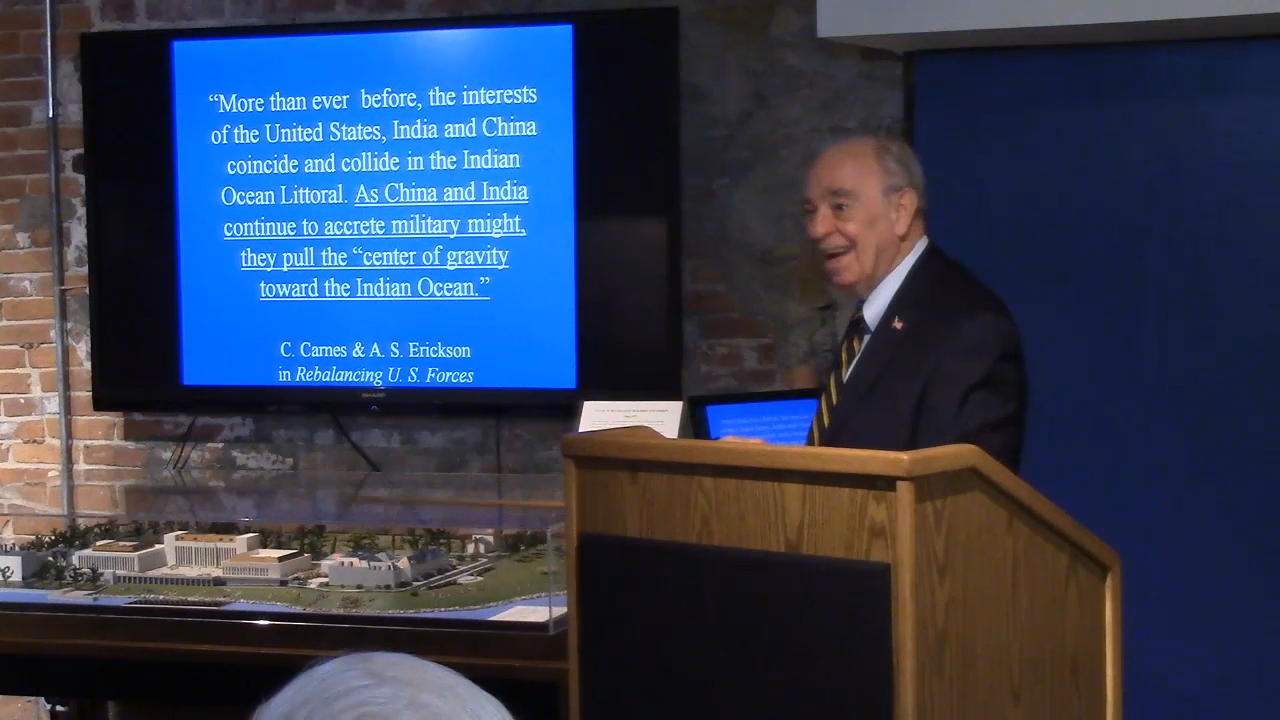 “More than ever before, the interests
of the United States, India and China
coincide and collide in the Indian
Ocean Littoral. As China and India
continue to accrete military might,
they pull the “center of gravity
toward the Indian Ocean.”
C. Carnes & A. S. Erickson
in Rebalancing U. S. Forces
SHARP